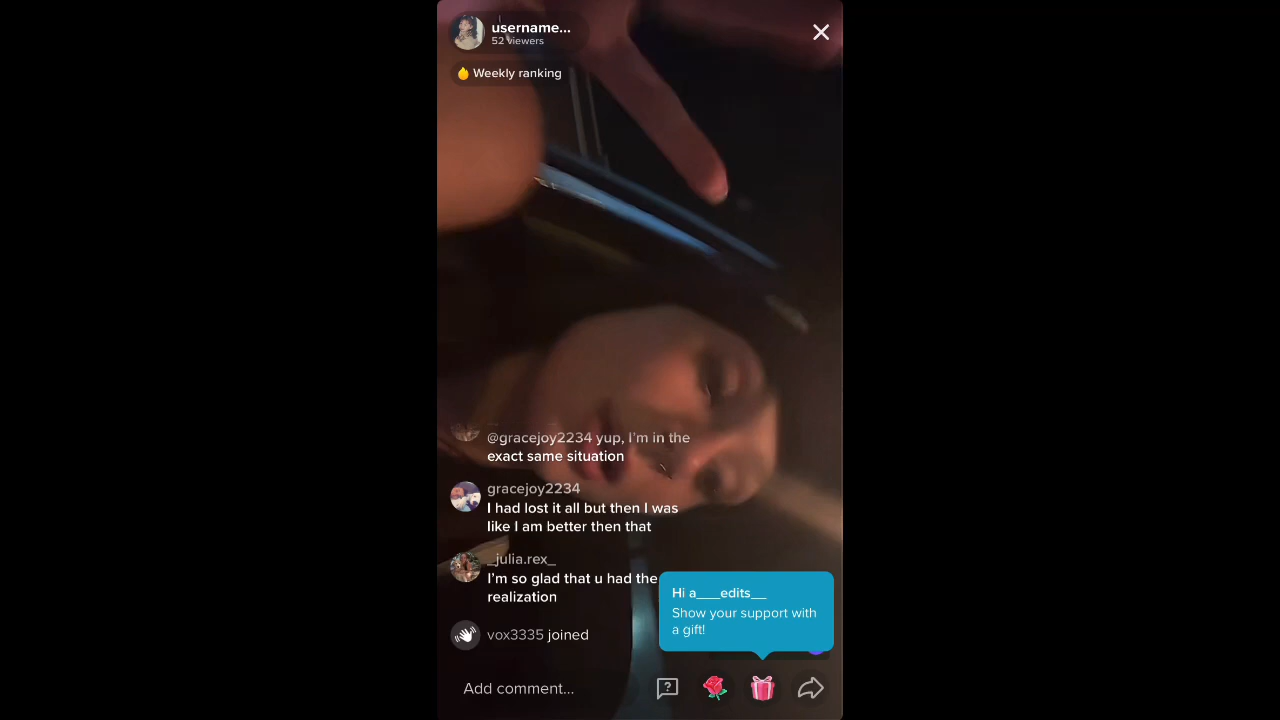 username...
52 viewers
Weekly ranking
@gracejoy2234 yup, I'm in the
exact same situation
gracejoy2234
I had lost it all but then I was
like I am better then that
_julia.rex_
I'm so glad that u had the
realization
vox3335 joined
Hi a___edits__
Show your support with
a gift!
Add comment...